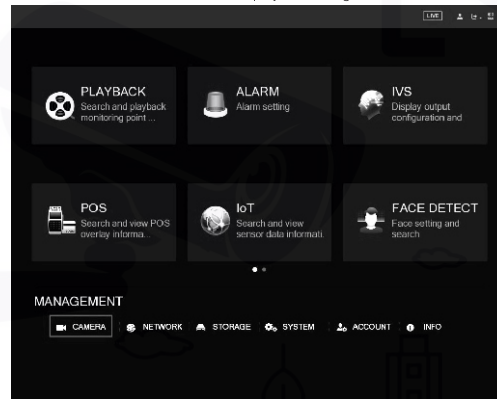 LIVE
PLAYBACK
Search and playback
monitoring point ...
ALARM
Alarm setting
IVS
Display output
configuration and
POS
Search and view POS
overlay informa...
IoT
Search and view
sensor data informati.
FACE DETECT
Face setting and
search
MANAGEMENT
CAMERA NETWORK STORAGE SYSTEM ACCOUNT INFO